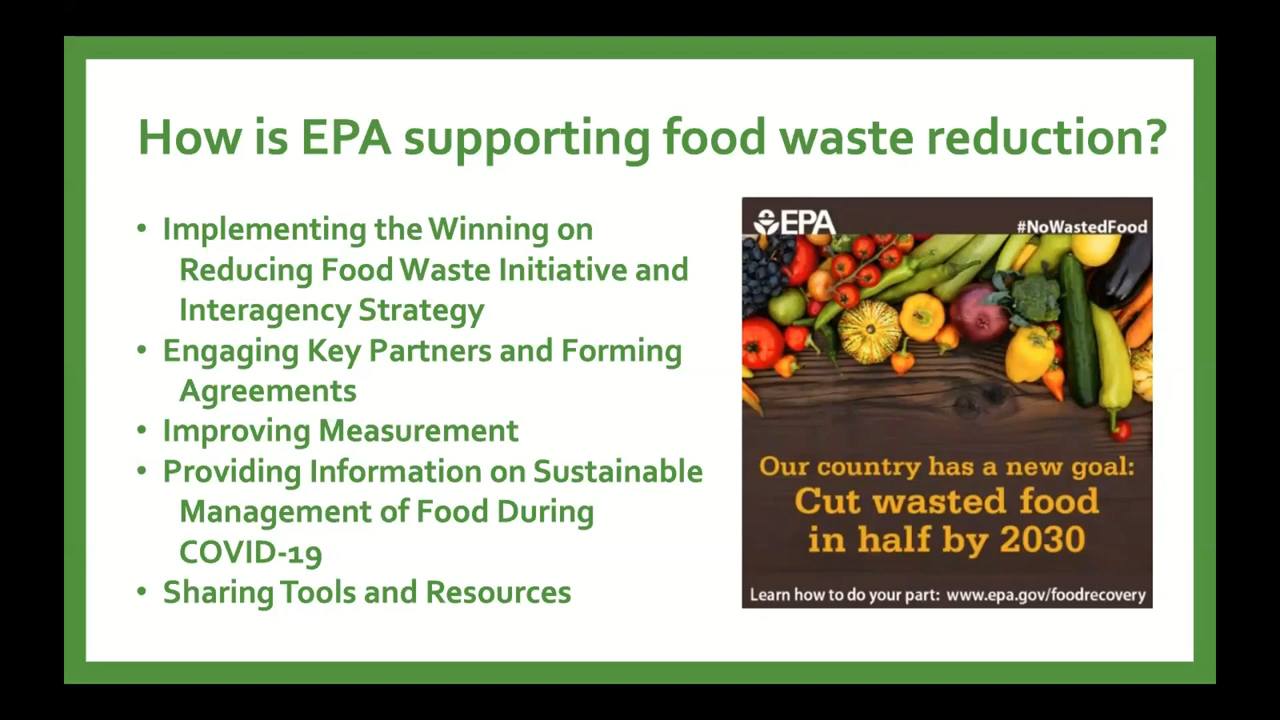 How is EPA supporting food waste reduction?
• Implementing the Winning on
Reducing Food Waste Initiative and
Interagency Strategy
• Engaging Key Partners and Forming
Agreements
• Improving Measurement
• Providing Information on Sustainable
Management of Food During
COVID-19
• Sharing Tools and Resources
EPA
#NoWastedFood
Our country has a new goal:
Cut wasted food
in half by 2030
Learn how to do your part: www.epa.gov/foodrecovery